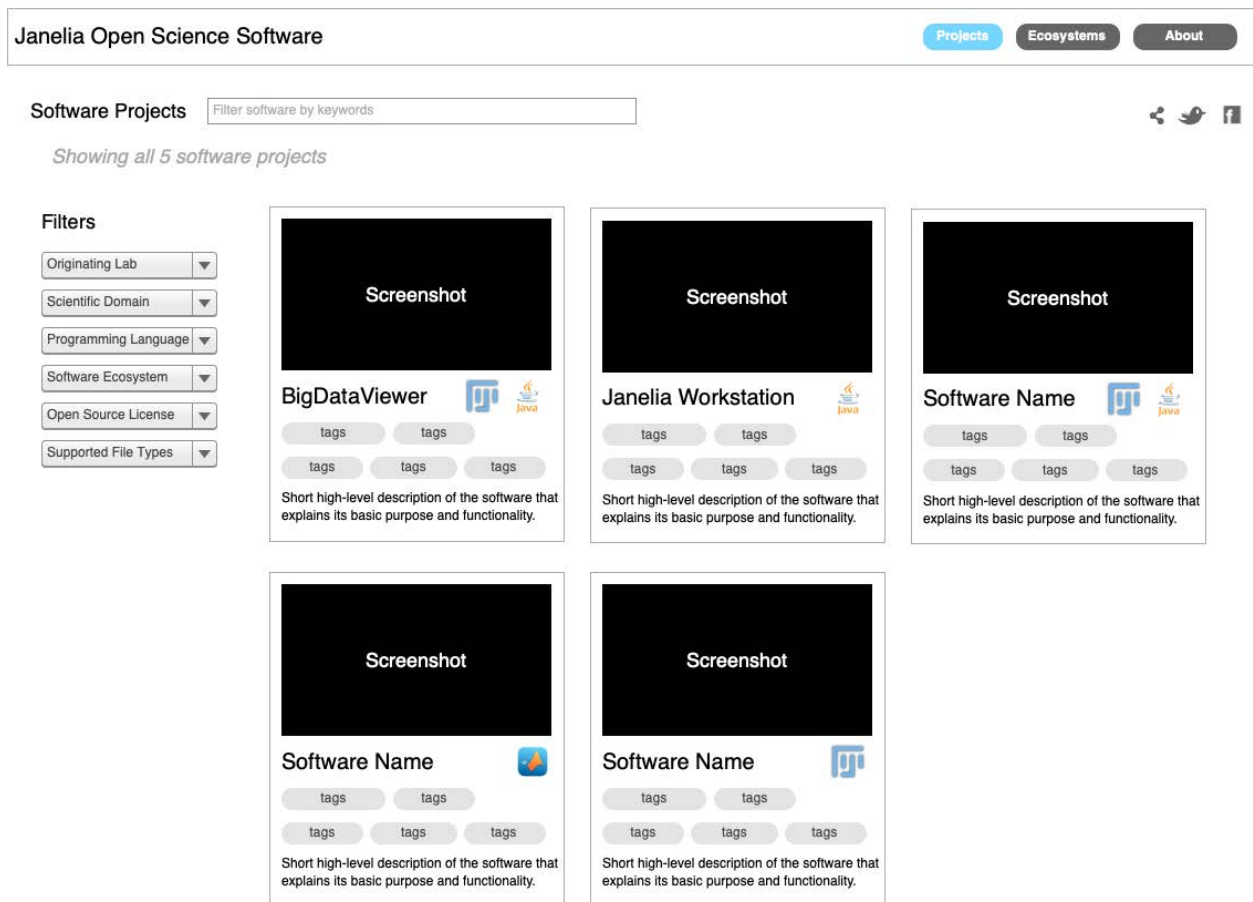 Janelia Open Science Software
Projects
Ecosystems
About
Software Projects
Filter software by keywords
Showing all 5 software projects
Filters
Originating Lab
Scientific Domain
Programming Language
Software Ecosystem
Open Source License
Supported File Types
Screenshot
BigDataViewer
Java
tags tags
tags tags tags
Short high-level description of the software that
explains its basic purpose and functionality.
Screenshot
Janelia Workstation
Java
tags tags
tags tags tags
Short high-level description of the software that
explains its basic purpose and functionality.
Screenshot
Software Name
Java
tags tags
tags tags tags
Short high-level description of the software that
explains its basic purpose and functionality.
Screenshot
Software Name
tags tags
tags tags tags
Short high-level description of the software that
explains its basic purpose and functionality.
Screenshot
Software Name
tags tags
tags tags tags
Short high-level description of the software that
explains its basic purpose and functionality.